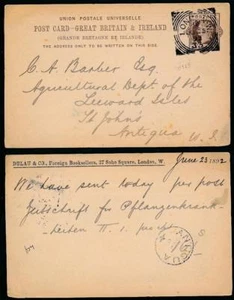 UNION POSTALE UNIVERSELLE
POST CARD - GREAT BRITAIN & IRELAND
(GRANDE BRETAGNE ET IRLANDE)
THE ADDRESS ONLY TO BE WRITTEN ON THIS SIDE.
C. A. Barber Esq.
Agricultural Dept. of the
Leeward Isles
St Johns
Antigua
DULAU & CO., Foreign Booksellers, 37 Soho Square, London, W.
June 23 1892
We have sent today per post
Zeitschrift for Pflanzenkrank-
heiten II. 1.
ANTIGUA